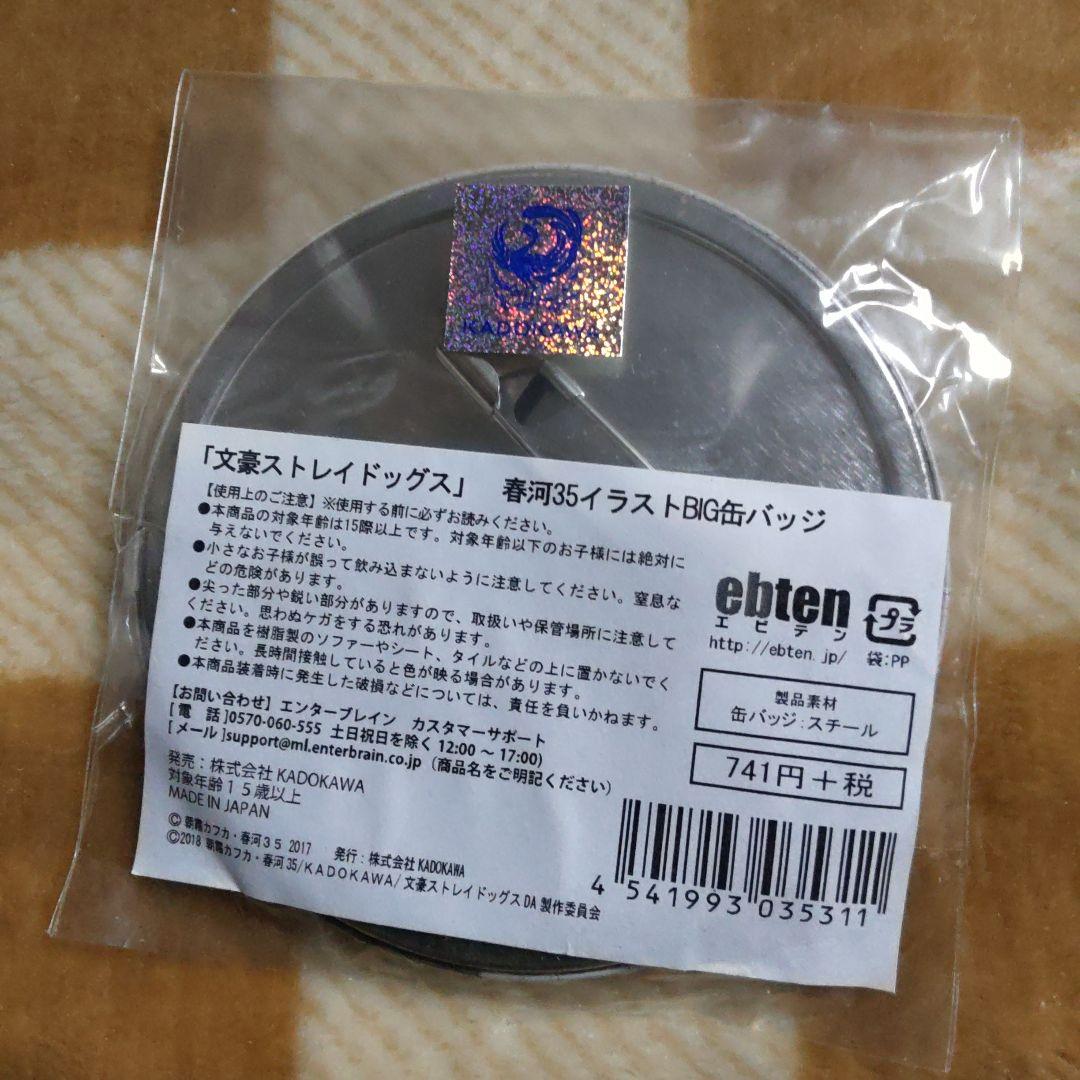 KADOKAWA
「文豪ストレイドッグス」　春河35イラストBIG缶バッジ
【使用上のご注意】※使用する前に必ずお読みください。
●本商品の対象年齢は15際以上です。対象年齢以下のお子様には絶対に
与えないでください。
●小さなお子様が誤って飲み込まないように注意してください。窒息な
どの危険があります。
●尖った部分や鋭い部分がありますので、取扱いや保管場所に注意して
ください。思わぬケガをする恐れがあります。
●本商品を樹脂製のソファーやシート、タイルなどの上に置かないでく
ださい。長時間接触していると色が映る場合があります。
●本商品装着時に発生した破損などについては、責任を負いかねます。
【お問い合わせ】エンターブレイン　カスタマーサポート
[電　話]0570-060-555 土日祝日を除く 12:00 ～ 17:00)
[メール]support@ml.enterbrain.co.jp（商品名をご明記ください）
発売：株式会社 KADOKAWA
対象年齢１５歳以上
MADE IN JAPAN
© 朝霧カフカ・春河３５ 2017　発行：株式会社 KADOKAWA
©2018 朝霧カフカ・春河 35/KADOKAWA/文豪ストレイドッグス DA 製作委員会
ebten
エビテン
http://ebten.jp/
プラ
袋:PP
製品素材
缶バッジ：スチール
741円＋税
4 541993 035311